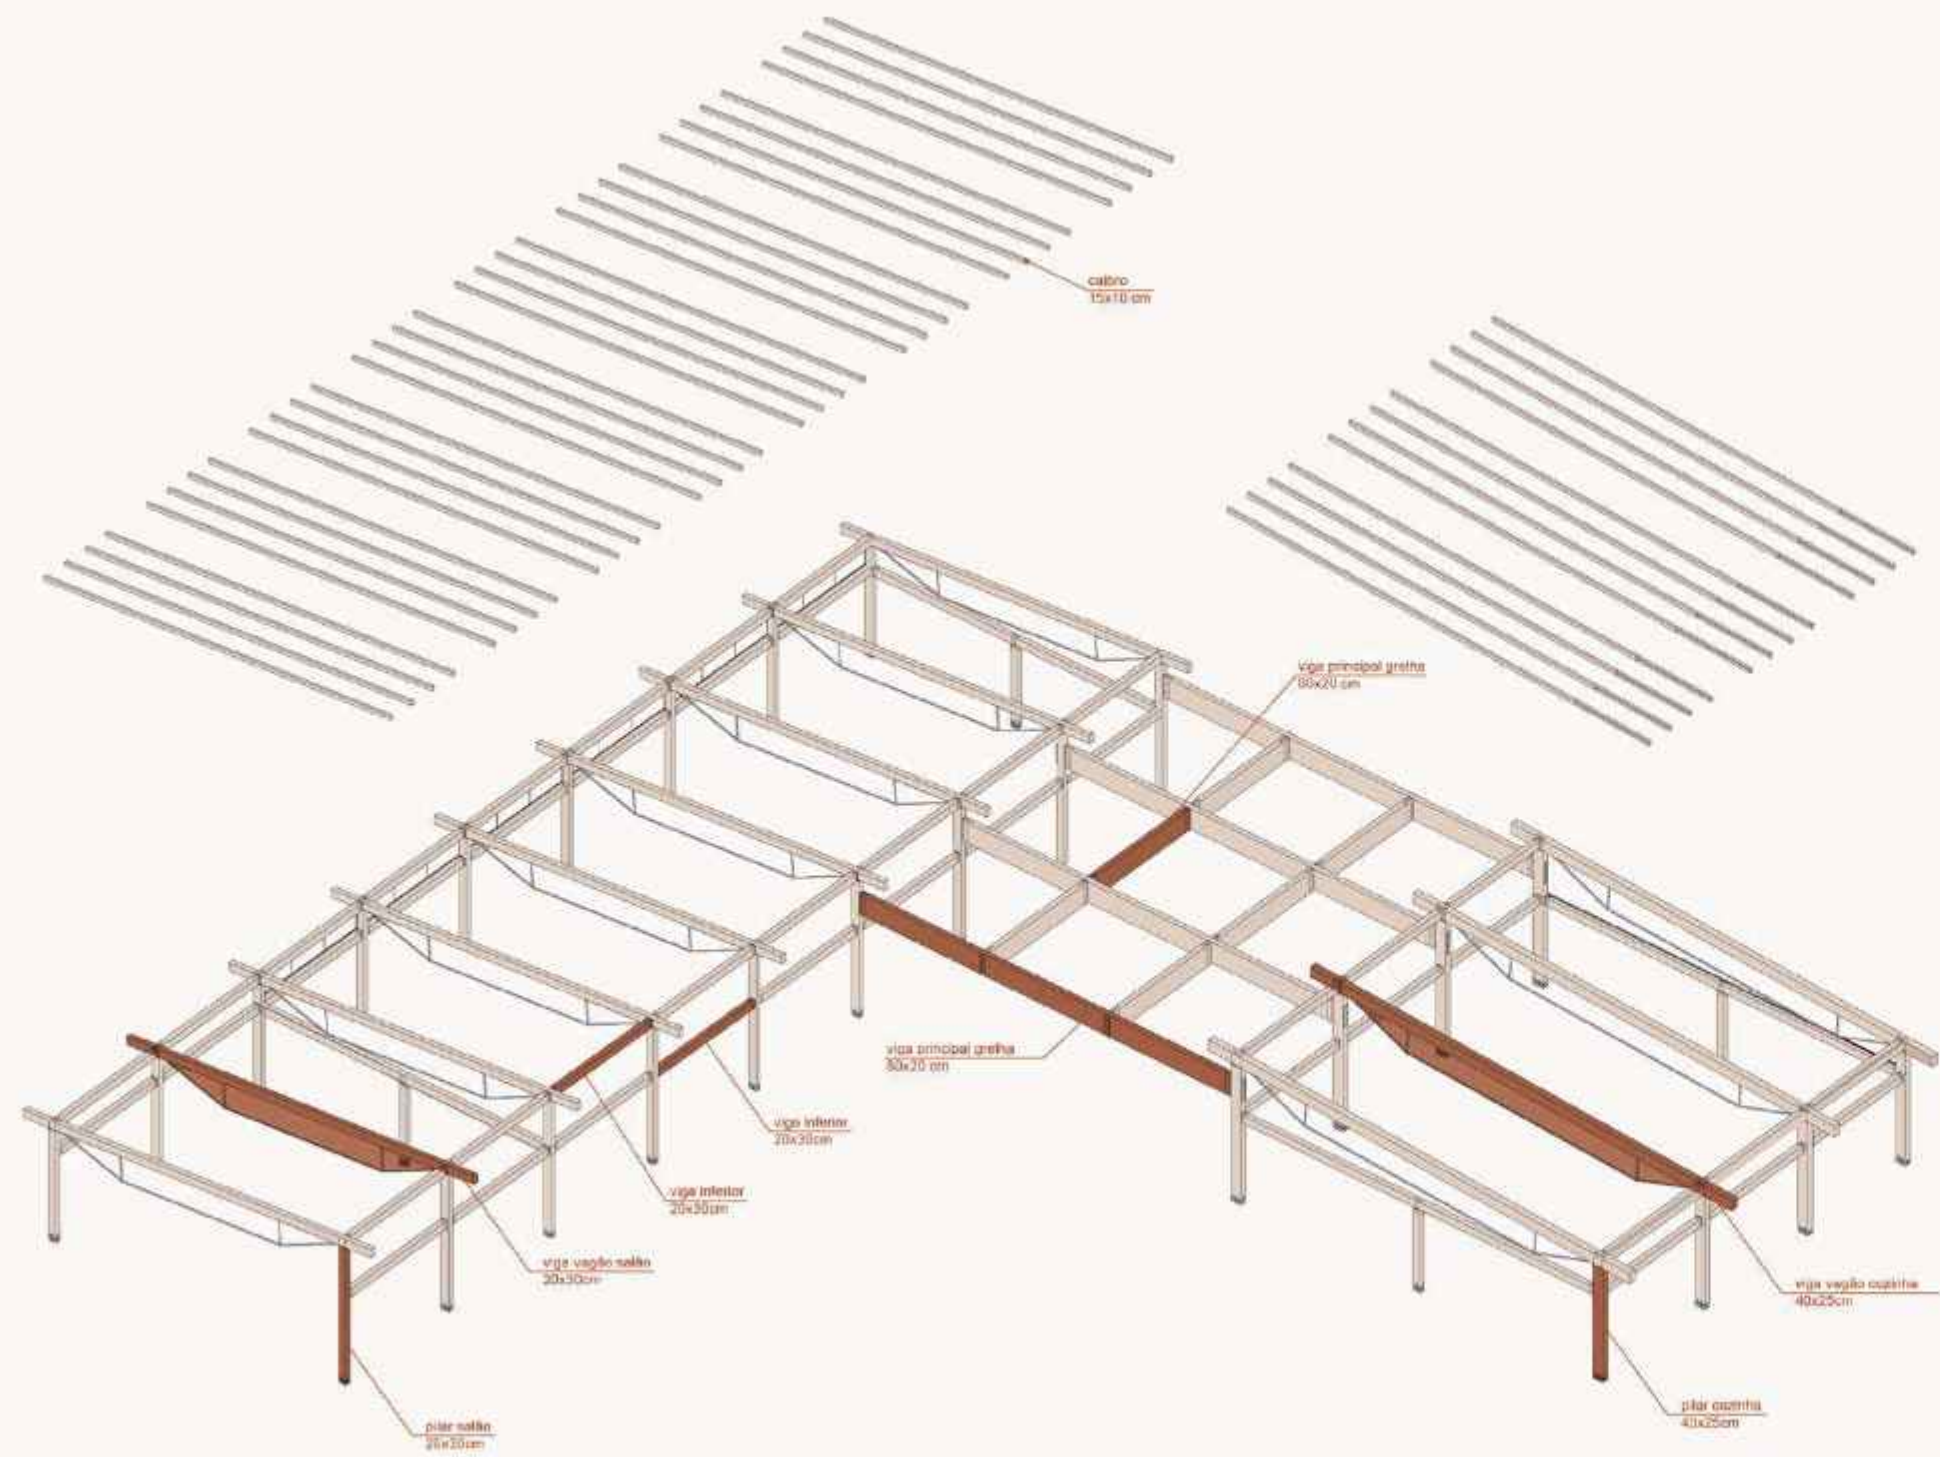 caibro
15x10 cm
viga principal grelha
80x20 cm
viga principal grelha
80x20 cm
viga inferior
20x30cm
viga inferior
20x30cm
viga vagão salão
20x30cm
viga vagão cozinha
40x25cm
pilar cozinha
40x25cm
pilar salão